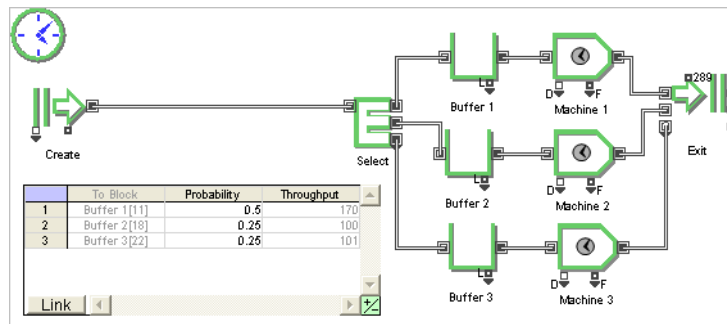 289
L
Buffer 1
D F
Machine 1
Create
Select
Exit
L
Buffer 2
D F
Machine 2
To Block Probability Throughput
1 Buffer 1[11] 0.5 170
2 Buffer 2[18] 0.25 100
3 Buffer 3[22] 0.25 101
L
Buffer 3
D F
Machine 3
Link